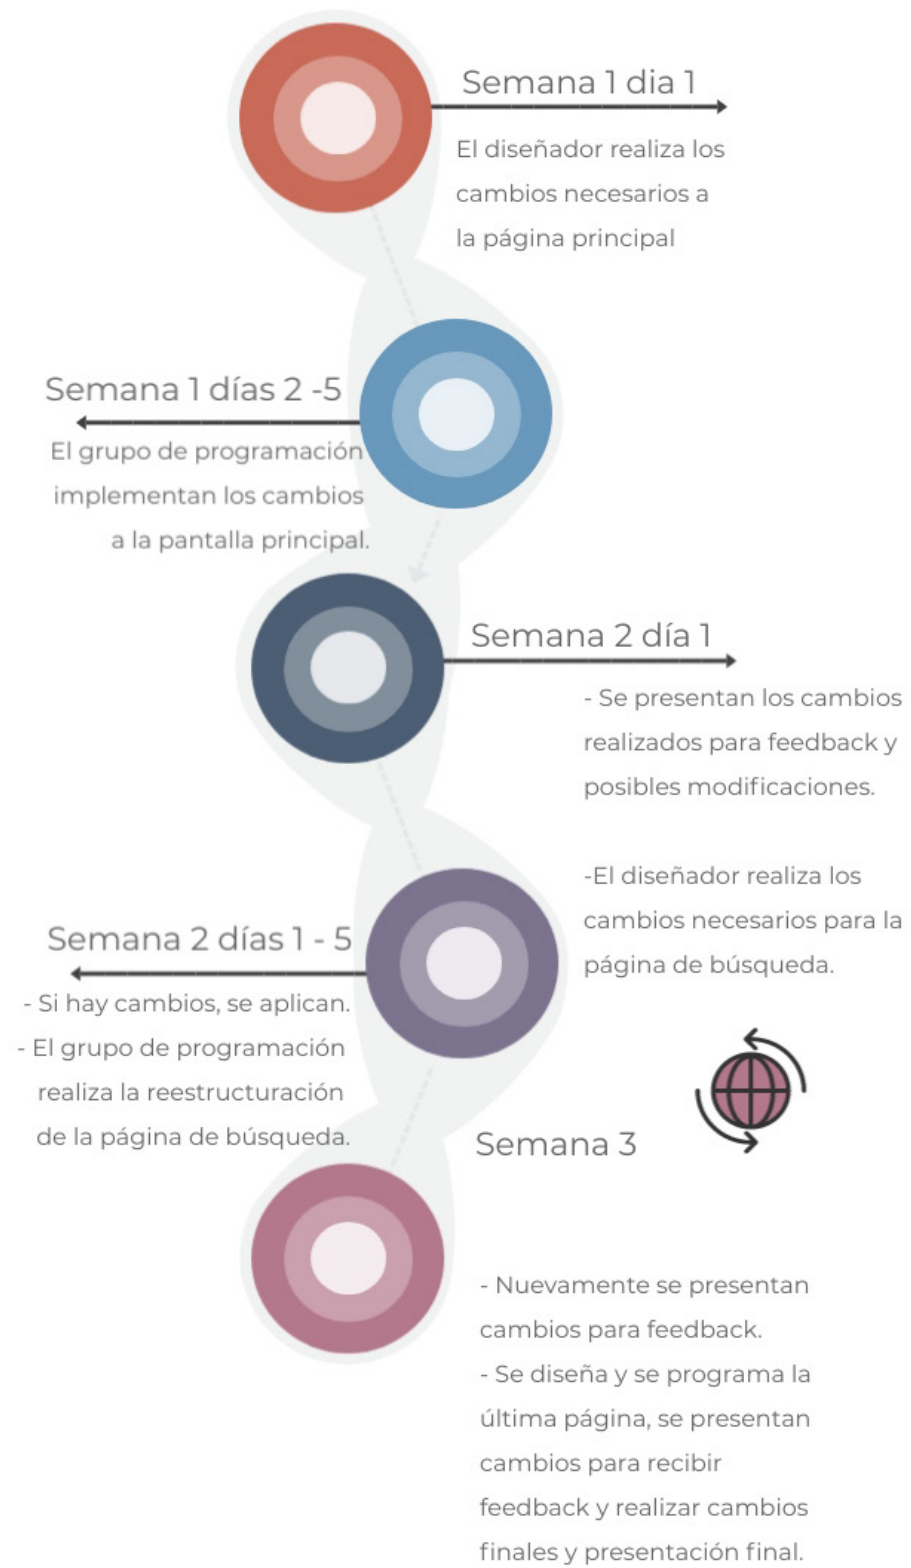 Semana 1 dia 1
El diseñador realiza los
cambios necesarios a
la página principal
Semana 1 días 2 -5
El grupo de programación
implementan los cambios
a la pantalla principal.
Semana 2 día 1
- Se presentan los cambios
realizados para feedback y
posibles modificaciones.
-El diseñador realiza los
cambios necesarios para la
página de búsqueda.
Semana 2 días 1 - 5
- Si hay cambios, se aplican.
- El grupo de programación
realiza la reestructuración
de la página de búsqueda.
Semana 3
- Nuevamente se presentan
cambios para feedback.
- Se diseña y se programa la
última página, se presentan
cambios para recibir
feedback y realizar cambios
finales y presentación final.